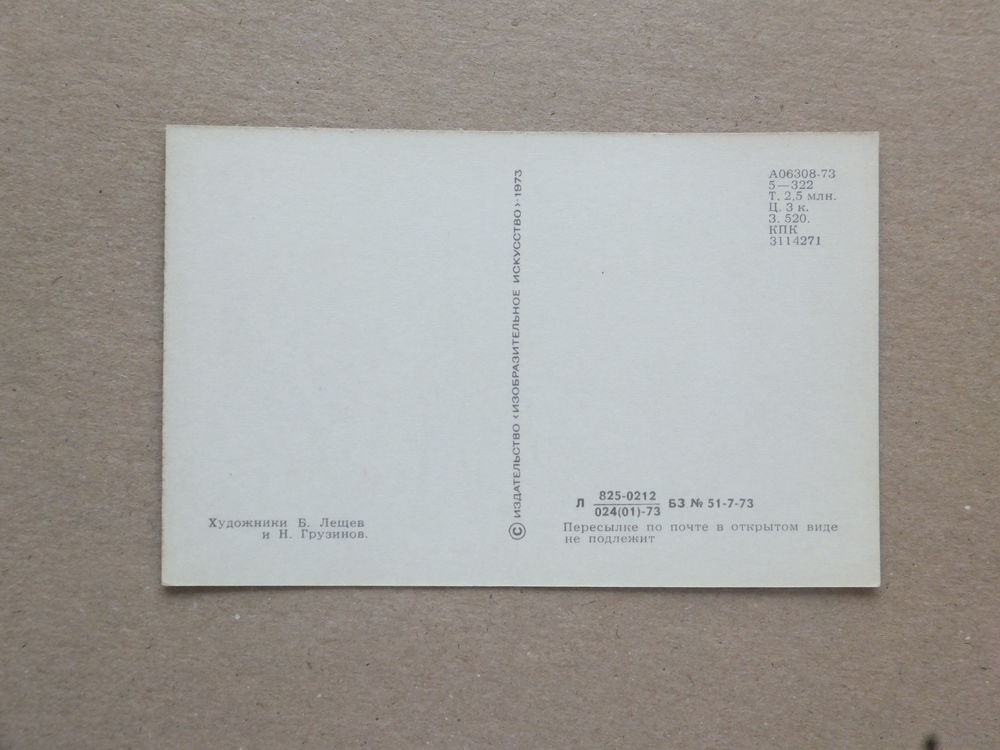 Художники Б. Лещев
и Н. Грузинов.
© ИЗДАТЕЛЬСТВО «ИЗОБРАЗИТЕЛЬНОЕ ИСКУССТВО»·1973
А06308-73
5—322
Т. 2,5 млн.
Ц. 3 к.
З. 520.
КПК
3114271
Л 825-0212 БЗ № 51-7-73
024(01)-73
Пересылке по почте в открытом виде
не подлежит